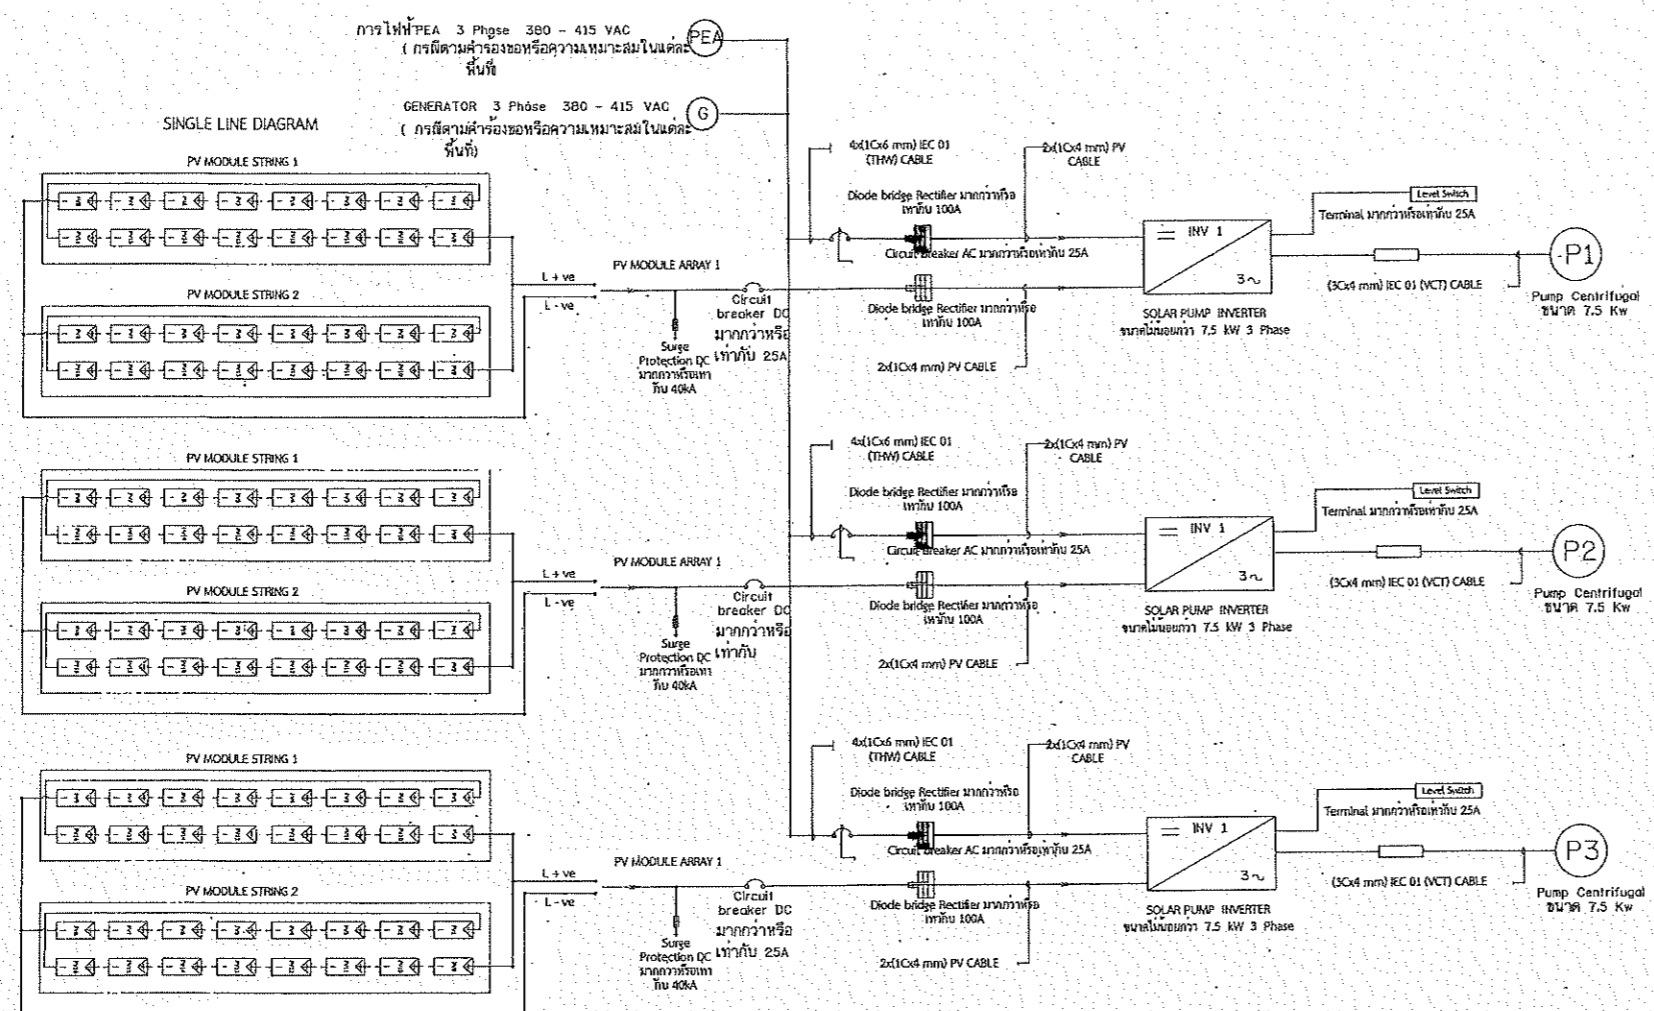 การไฟฟ้าPEA 3 Phase 380 - 415 VAC
( กรณีตามคำร้องขอหรือความเหมาะสมในแต่ละ
พื้นที่
PEA
GENERATOR 3 Phase 380 - 415 VAC
( กรณีตามคำร้องขอหรือความเหมาะสมในแต่ละ
พื้นที่)
G
SINGLE LINE DIAGRAM
PV MODULE STRING 1
PV MODULE STRING 2
L +ve
L -ve
PV MODULE ARRAY 1
Surge
Protection DC
มากกว่าหรือเท่า
กับ 40kA
Circuit
breaker DC
มากกว่าหรือ
เท่ากับ 25A
4x(1Cx6 mm) IEC 01
(THW) CABLE
2x(1Cx4 mm) PV
CABLE
Diode bridge Rectifier มากกว่าหรือ
เท่ากับ 100A
Circuit Breaker AC มากกว่าหรือเท่ากับ 25A
Diode bridge Rectifier มากกว่าหรือ
เท่ากับ 100A
2x(1Cx4 mm) PV CABLE
INV 1
3~
SOLAR PUMP INVERTER
ขนาดไม่น้อยกว่า 7.5 kW 3 Phase
Level Switch
Terminal มากกว่าหรือเท่ากับ 25A
(3Cx4 mm) IEC 01 (VCT) CABLE
P1
Pump Centrifugal
ขนาด 7.5 Kw
PV MODULE STRING 1
PV MODULE STRING 2
L +ve
L -ve
PV MODULE ARRAY 1
Surge
Protection DC
มากกว่าหรือเท่า
กับ 40kA
Circuit
breaker DC
มากกว่าหรือ
เท่ากับ
4x(1Cx6 mm) IEC 01
(THW) CABLE
2x(1Cx4 mm) PV
CABLE
Diode bridge Rectifier มากกว่าหรือ
เท่ากับ 100A
Circuit Breaker AC มากกว่าหรือเท่ากับ 25A
Diode bridge Rectifier มากกว่าหรือ
เท่ากับ 100A
2x(1Cx4 mm) PV CABLE
INV 1
3~
SOLAR PUMP INVERTER
ขนาดไม่น้อยกว่า 7.5 kW 3 Phase
Level Switch
Terminal มากกว่าหรือเท่ากับ 25A
(3Cx4 mm) IEC 01 (VCT) CABLE
P2
Pump Centrifugal
ขนาด 7.5 Kw
PV MODULE STRING 1
PV MODULE STRING 2
L +ve
L -ve
PV MODULE ARRAY 1
Surge
Protection DC
มากกว่าหรือเท่า
กับ 40kA
Circuit
breaker DC
มากกว่าหรือ
เท่ากับ 25A
4x(1Cx6 mm) IEC 01
(THW) CABLE
2x(1Cx4 mm) PV
CABLE
Diode bridge Rectifier มากกว่าหรือ
เท่ากับ 100A
Circuit Breaker AC มากกว่าหรือเท่ากับ 25A
Diode bridge Rectifier มากกว่าหรือ
เท่ากับ 100A
2x(1Cx4 mm) PV CABLE
INV 1
3~
SOLAR PUMP INVERTER
ขนาดไม่น้อยกว่า 7.5 kW 3 Phase
Level Switch
Terminal มากกว่าหรือเท่ากับ 25A
(3Cx4 mm) IEC 01 (VCT) CABLE
P3
Pump Centrifugal
ขนาด 7.5 Kw